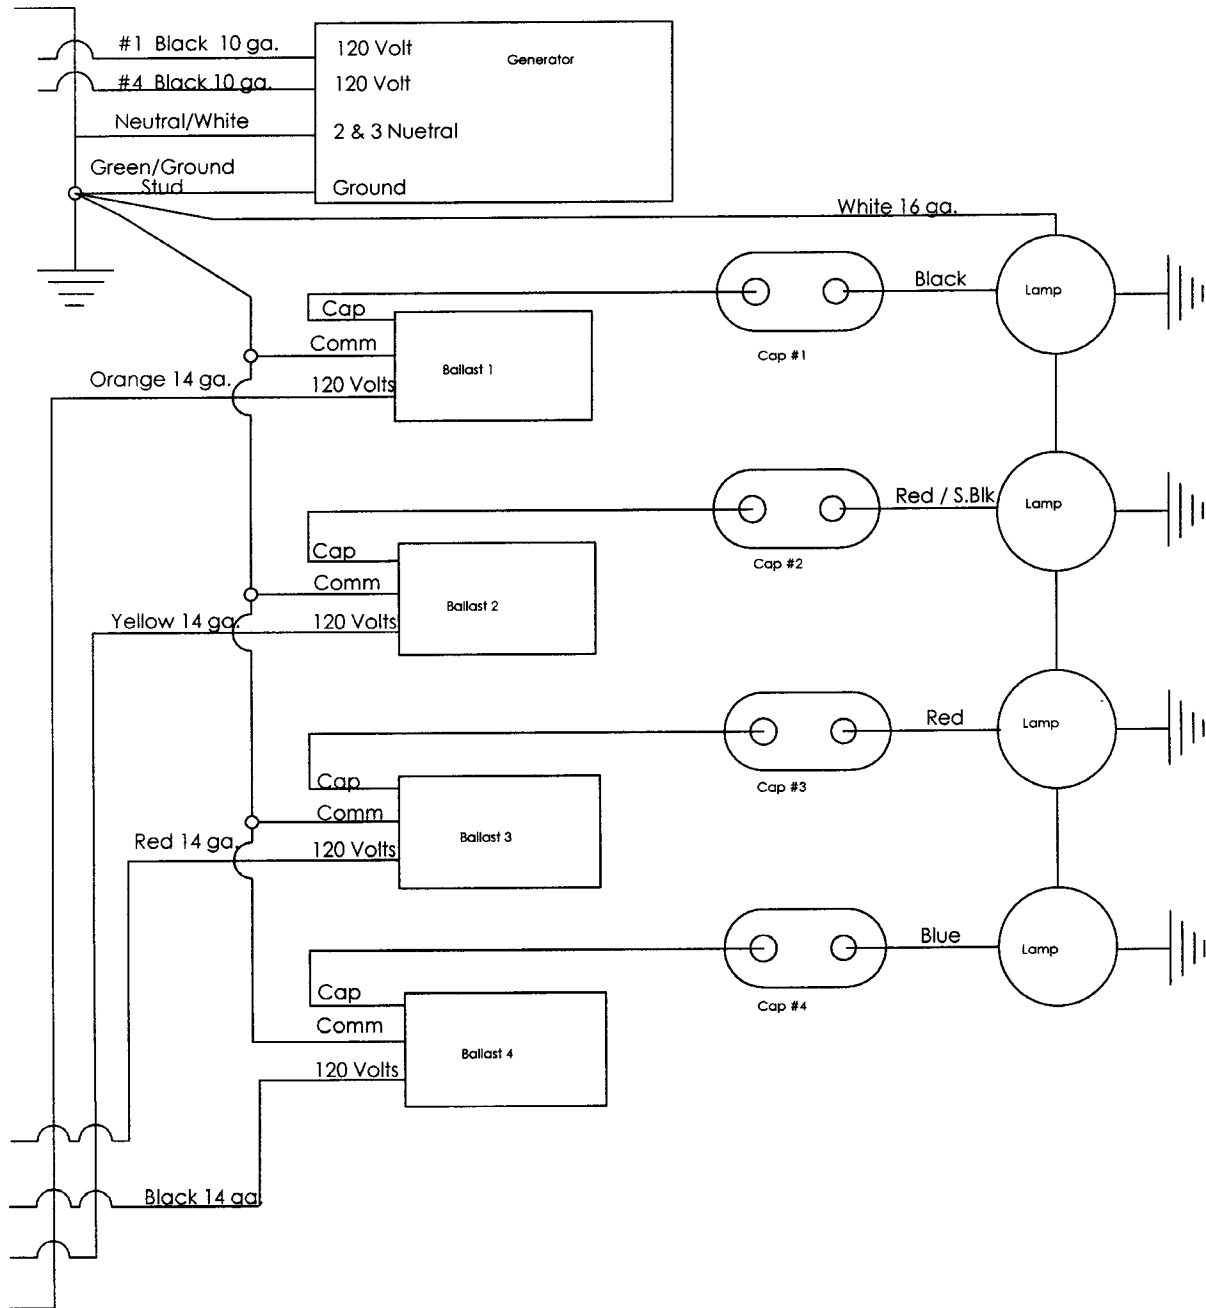 #1 Black 10 ga.
120 Volt
Generator
#4 Black 10 ga.
120 Volt
Neutral/White
2 & 3 Nuetral
Green/Ground
Stud
Ground
White 16 ga.
Black
Lamp
Cap
Cap #1
Comm
Ballast 1
Orange 14 ga.
120 Volts
Red / S.Blk
Lamp
Cap
Cap #2
Comm
Ballast 2
Yellow 14 ga.
120 Volts
Red
Lamp
Cap
Cap #3
Comm
Ballast 3
Red 14 ga.
120 Volts
Blue
Lamp
Cap
Cap #4
Comm
Ballast 4
120 Volts
Black 14 ga.